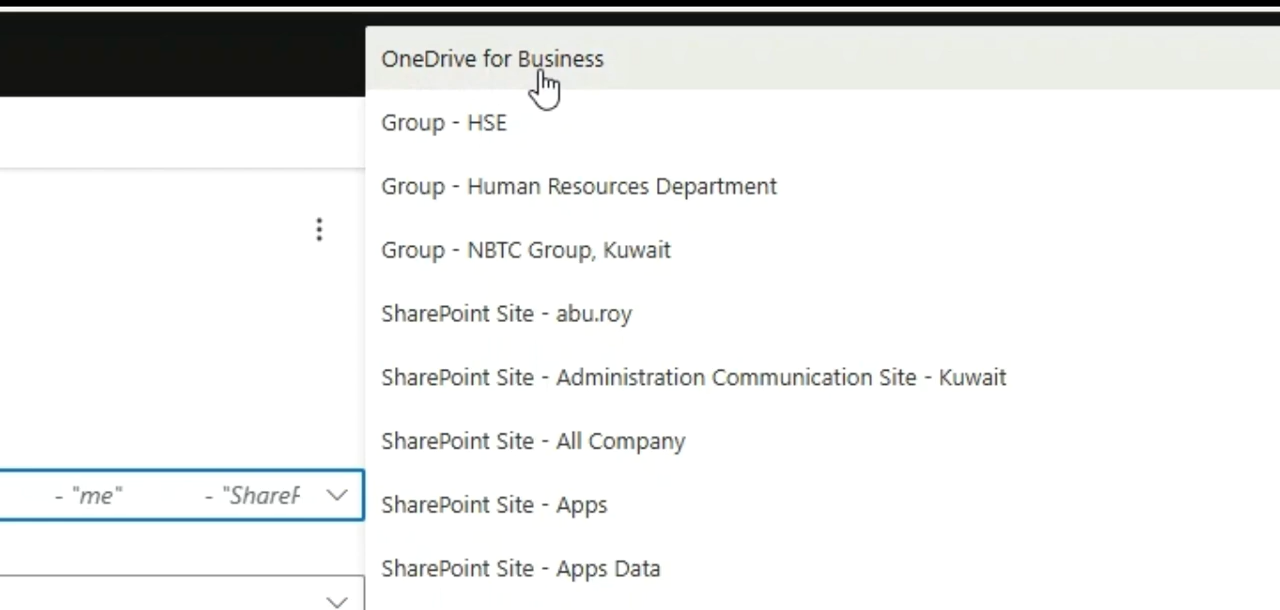 OneDrive for Business
Group - HSE
Group - Human Resources Department
Group - NBTC Group, Kuwait
SharePoint Site - abu.roy
SharePoint Site - Administration Communication Site - Kuwait
SharePoint Site - All Company
- "me" - "ShareP
SharePoint Site - Apps
SharePoint Site - Apps Data